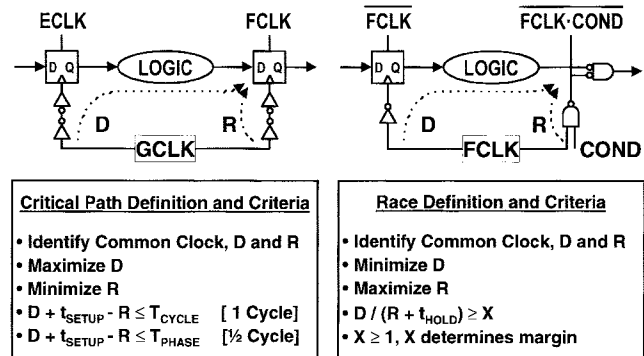 ECLK FCLK FCLK FCLK·COND
D Q LOGIC D Q D Q LOGIC
D R D R
GCLK FCLK COND
Critical Path Definition and Criteria
• Identify Common Clock, D and R
• Maximize D
• Minimize R
• D + tSETUP - R ≤ TCYCLE [ 1 Cycle]
• D + tSETUP - R ≤ TPHASE [½ Cycle]
Race Definition and Criteria
• Identify Common Clock, D and R
• Minimize D
• Maximize R
• D / (R + tHOLD) ≥ X
• X ≥ 1, X determines margin